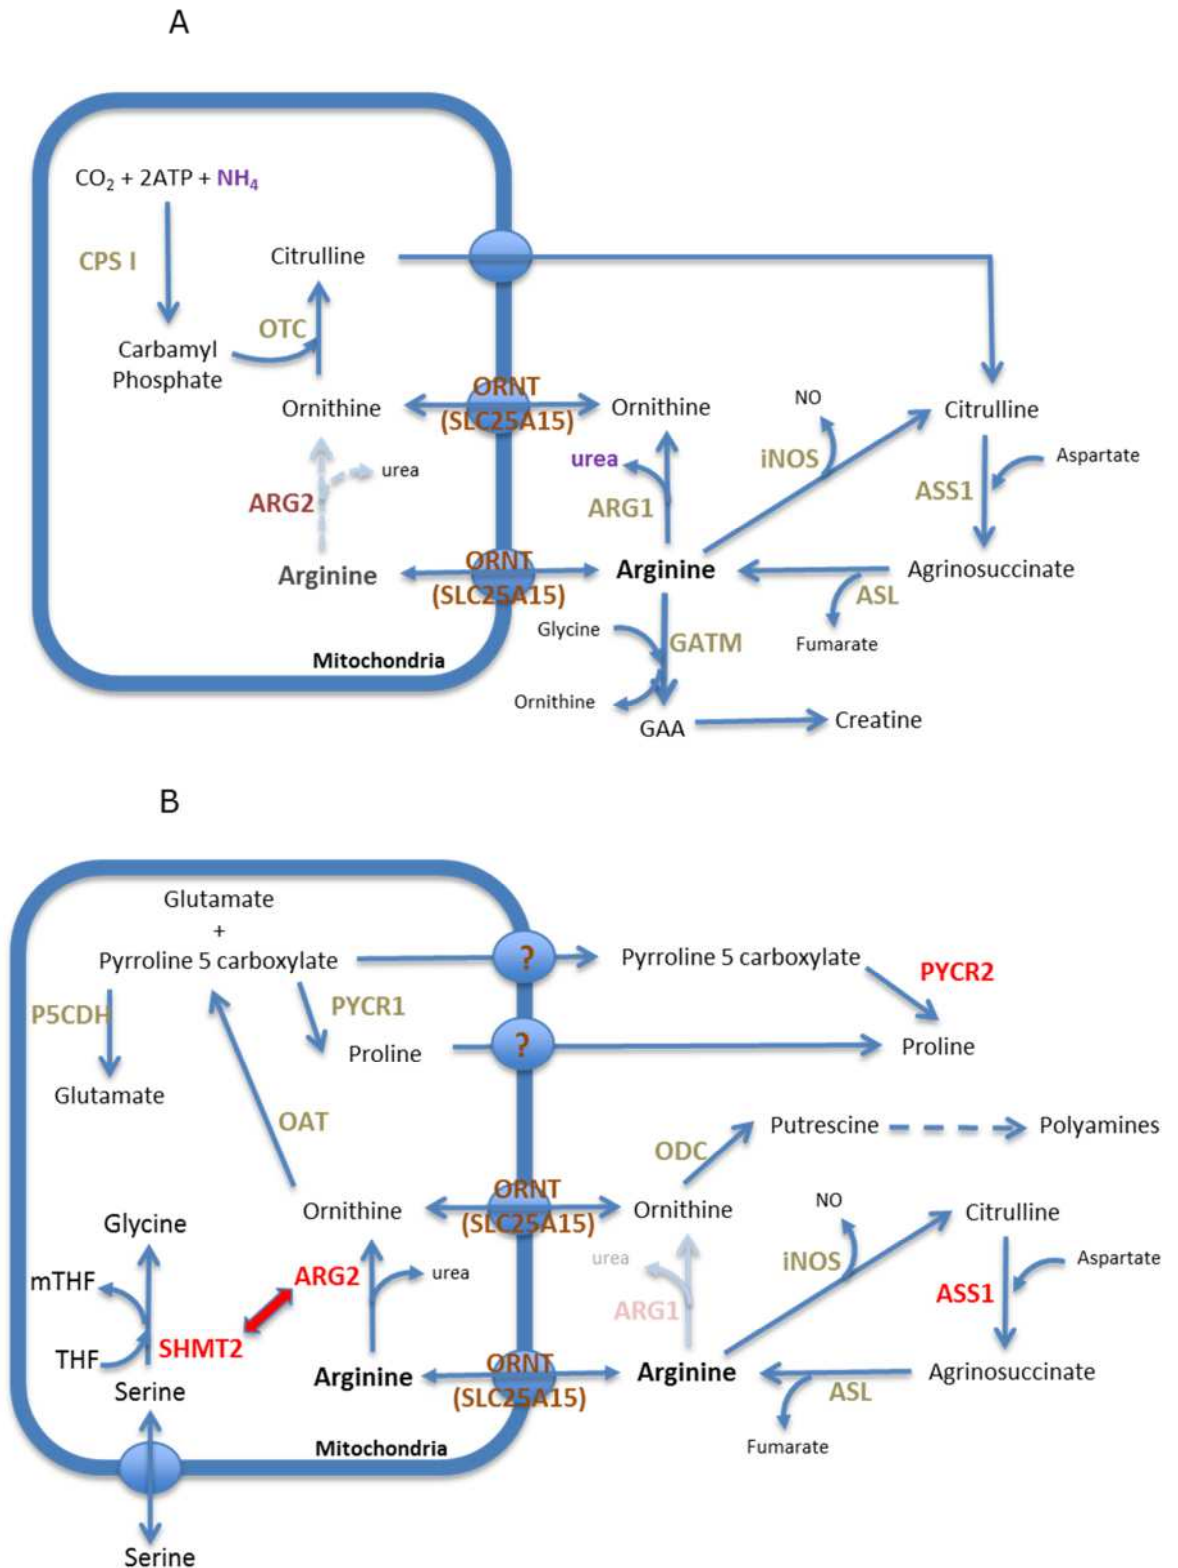 A
CO2 + 2ATP + NH4
CPS I
Citrulline
OTC
Carbamyl
Phosphate
Ornithine
ORNT
(SLC25A15)
Ornithine
NO
Citrulline
urea
urea
iNOS
Aspartate
ARG2
ARG1
ASS1
Arginine
ORNT
(SLC25A15)
Arginine
Agrinosuccinate
ASL
Glycine
GATM
Fumarate
Mitochondria
Ornithine
GAA
Creatine
B
Glutamate
+
Pyrroline 5 carboxylate
?
Pyrroline 5 carboxylate
PYCR2
P5CDH
PYCR1
Proline
?
Proline
Glutamate
OAT
Putrescine
Polyamines
ODC
Ornithine
ORNT
(SLC25A15)
Ornithine
NO
Citrulline
Glycine
urea
urea
iNOS
Aspartate
mTHF
ARG2
ARG1
ASS1
SHMT2
THF
Serine
Arginine
ORNT
(SLC25A15)
Arginine
Agrinosuccinate
ASL
Mitochondria
Fumarate
Serine